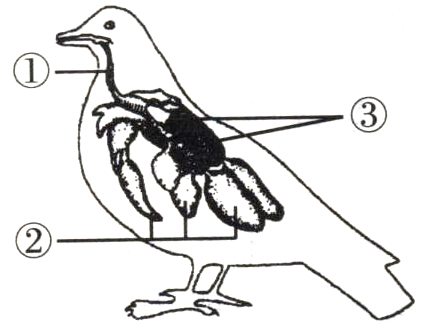 ①
③
②